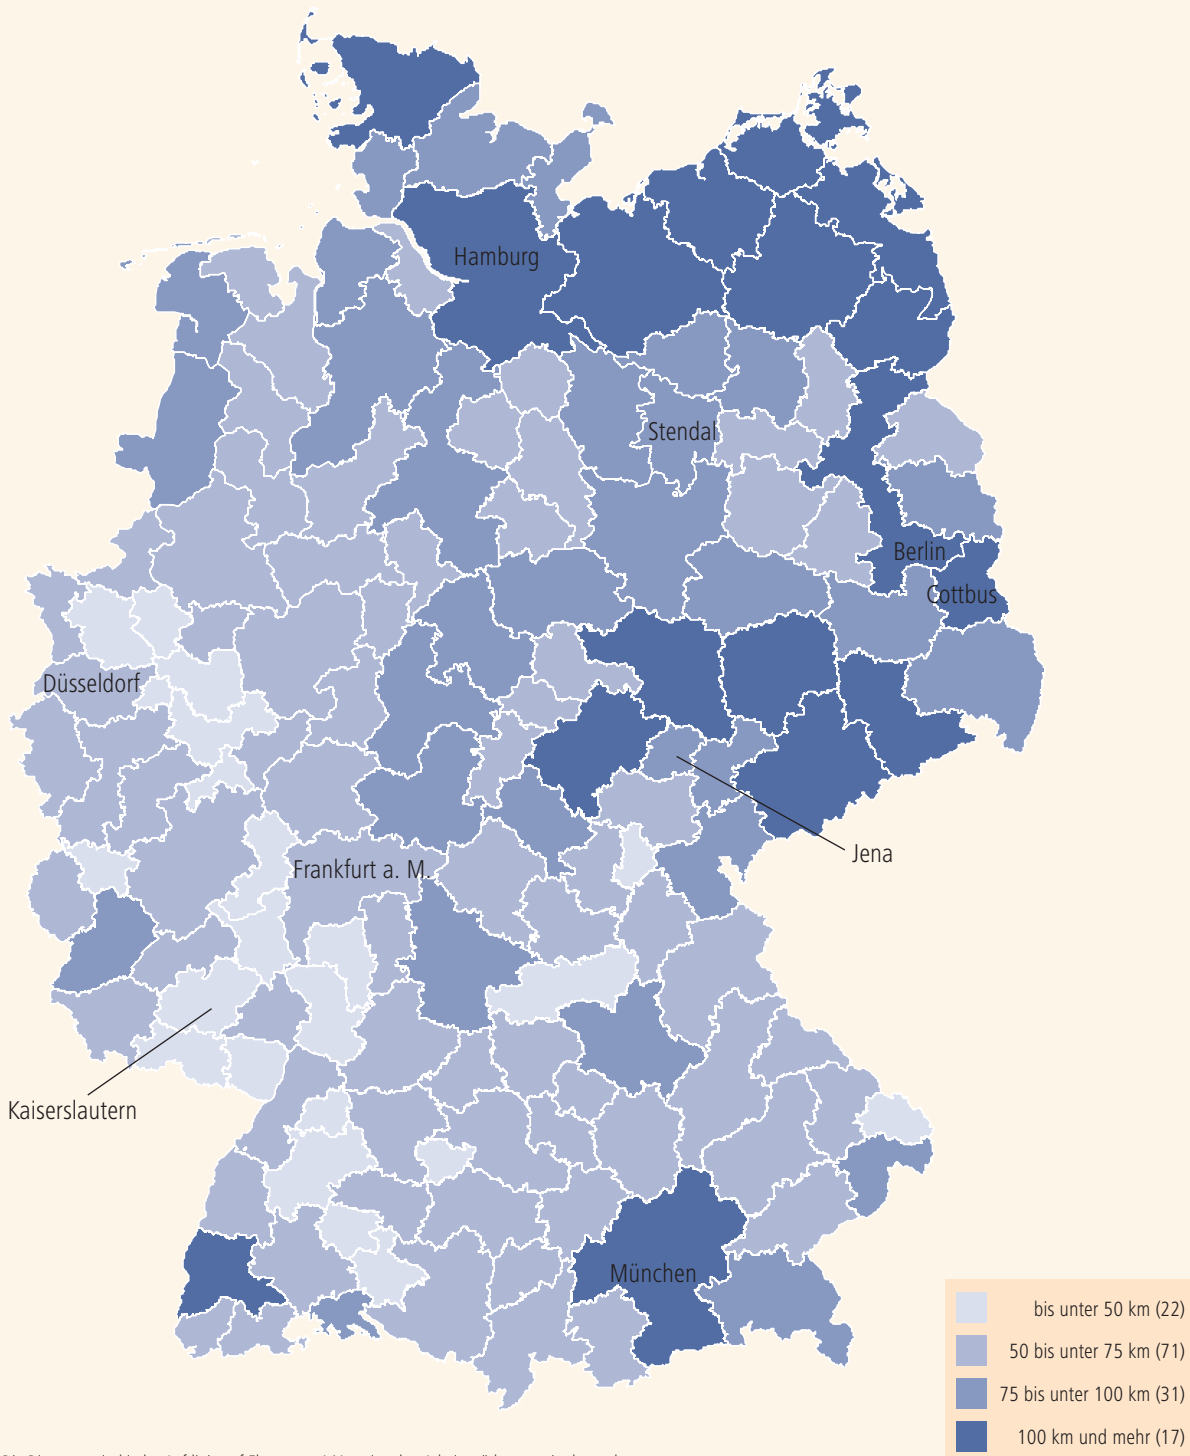 Hamburg
Stendal
Berlin
Cottbus
Düsseldorf
Jena
Frankfurt a. M.
Kaiserslautern
München
bis unter 50 km (22)
50 bis unter 75 km (71)
75 bis unter 100 km (31)
100 km und mehr (17)